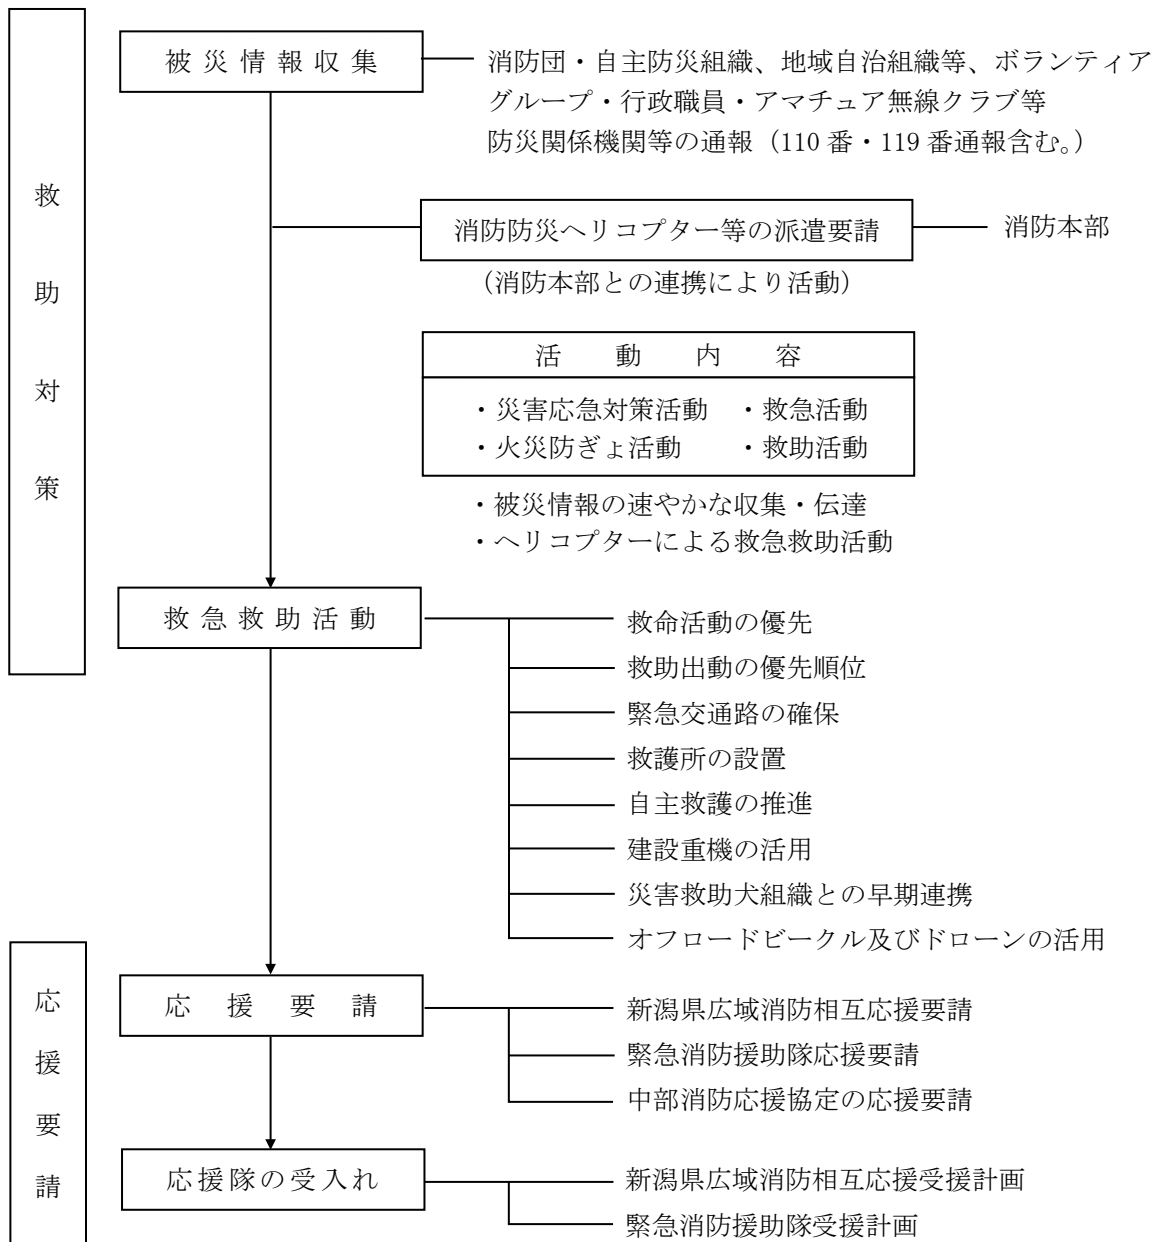 救助対策
被災情報収集
消防団・自主防災組織、地域自治組織等、ボランティア
グループ・行政職員・アマチュア無線クラブ等
防災関係機関等の通報（110番・119番通報含む。）
消防防災ヘリコプター等の派遣要請
消防本部
（消防本部との連携により活動）
活動内容
・災害応急対策活動　・救急活動
・火災防ぎょ活動　・救助活動
・被災情報の速やかな収集・伝達
・ヘリコプターによる救急救助活動
救急救助活動
救命活動の優先
救助出動の優先順位
緊急交通路の確保
救護所の設置
自主救護の推進
建設重機の活用
災害救助犬組織との早期連携
オフロードビークル及びドローンの活用
応援要請
応援要請
新潟県広域消防相互応援要請
緊急消防援助隊応援要請
中部消防応援協定の応援要請
応援隊の受入れ
新潟県広域消防相互応援受援計画
緊急消防援助隊受援計画